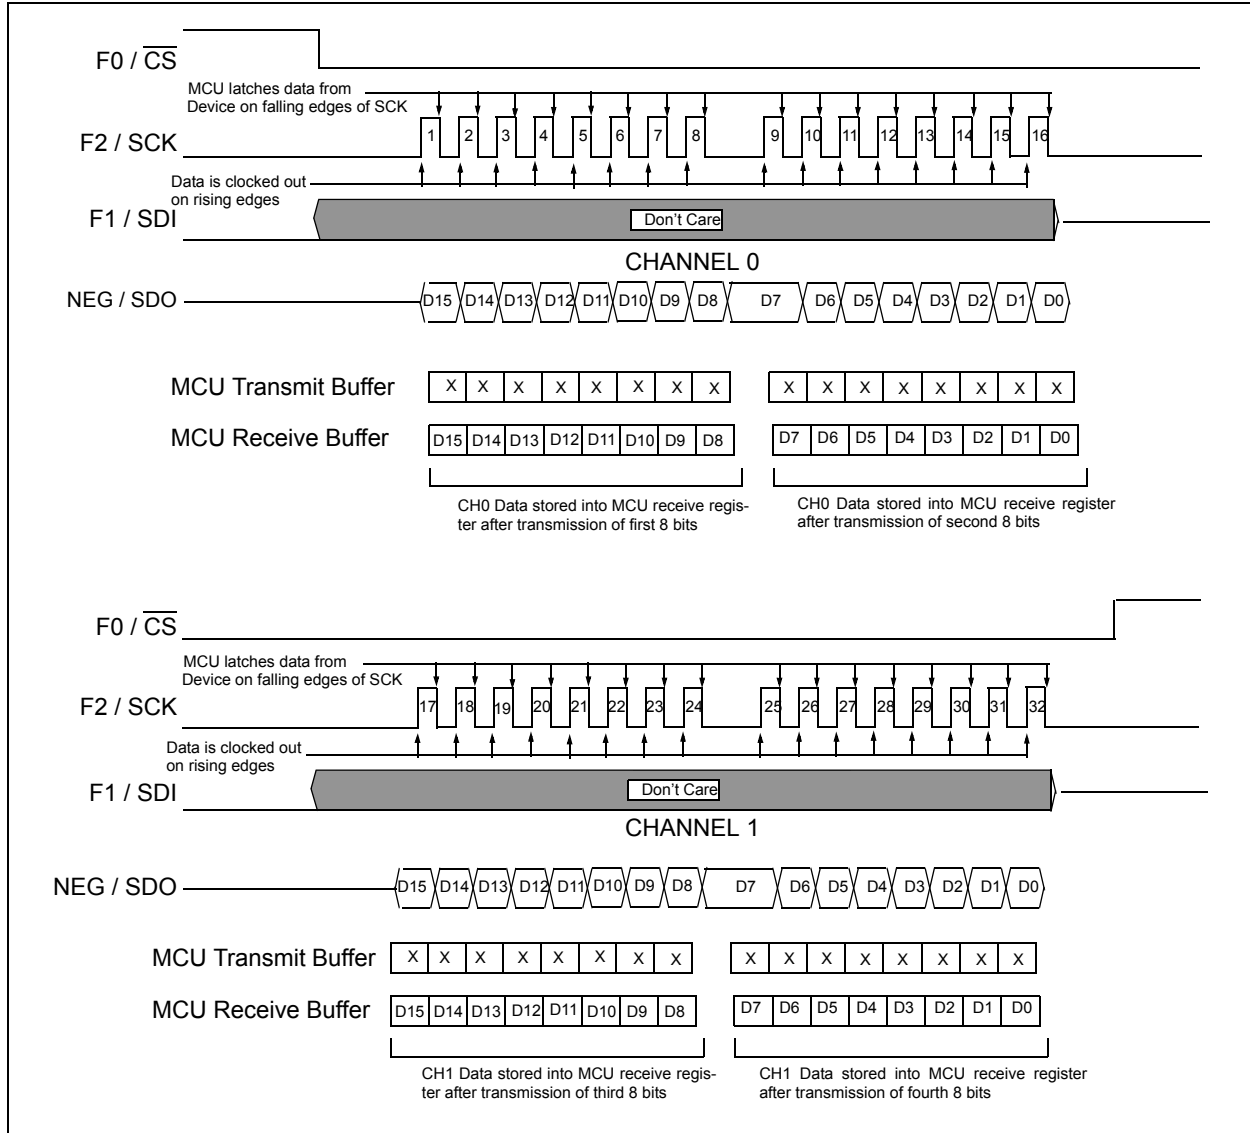 F0 / CS
MCU latches data from
Device on falling edges of SCK
F2 / SCK
1 2 3 4 5 6 7 8 9 10 11 12 13 14 15 16
Data is clocked out
on rising edges
F1 / SDI
Don't Care
CHANNEL 0
NEG / SDO
D15 D14 D13 D12 D11 D10 D9 D8 D7 D6 D5 D4 D3 D2 D1 D0
MCU Transmit Buffer
X X X X X X X X X X X X X X X X
MCU Receive Buffer
D15 D14 D13 D12 D11 D10 D9 D8 D7 D6 D5 D4 D3 D2 D1 D0
CH0 Data stored into MCU receive regis-
ter after transmission of first 8 bits
CH0 Data stored into MCU receive register
after transmission of second 8 bits
F0 / CS
MCU latches data from
Device on falling edges of SCK
F2 / SCK
17 18 19 20 21 22 23 24 25 26 27 28 29 30 31 32
Data is clocked out
on rising edges
F1 / SDI
Don't Care
CHANNEL 1
NEG / SDO
D15 D14 D13 D12 D11 D10 D9 D8 D7 D6 D5 D4 D3 D2 D1 D0
MCU Transmit Buffer
X X X X X X X X X X X X X X X X
MCU Receive Buffer
D15 D14 D13 D12 D11 D10 D9 D8 D7 D6 D5 D4 D3 D2 D1 D0
CH1 Data stored into MCU receive regis-
ter after transmission of third 8 bits
CH1 Data stored into MCU receive register
after transmission of fourth 8 bits